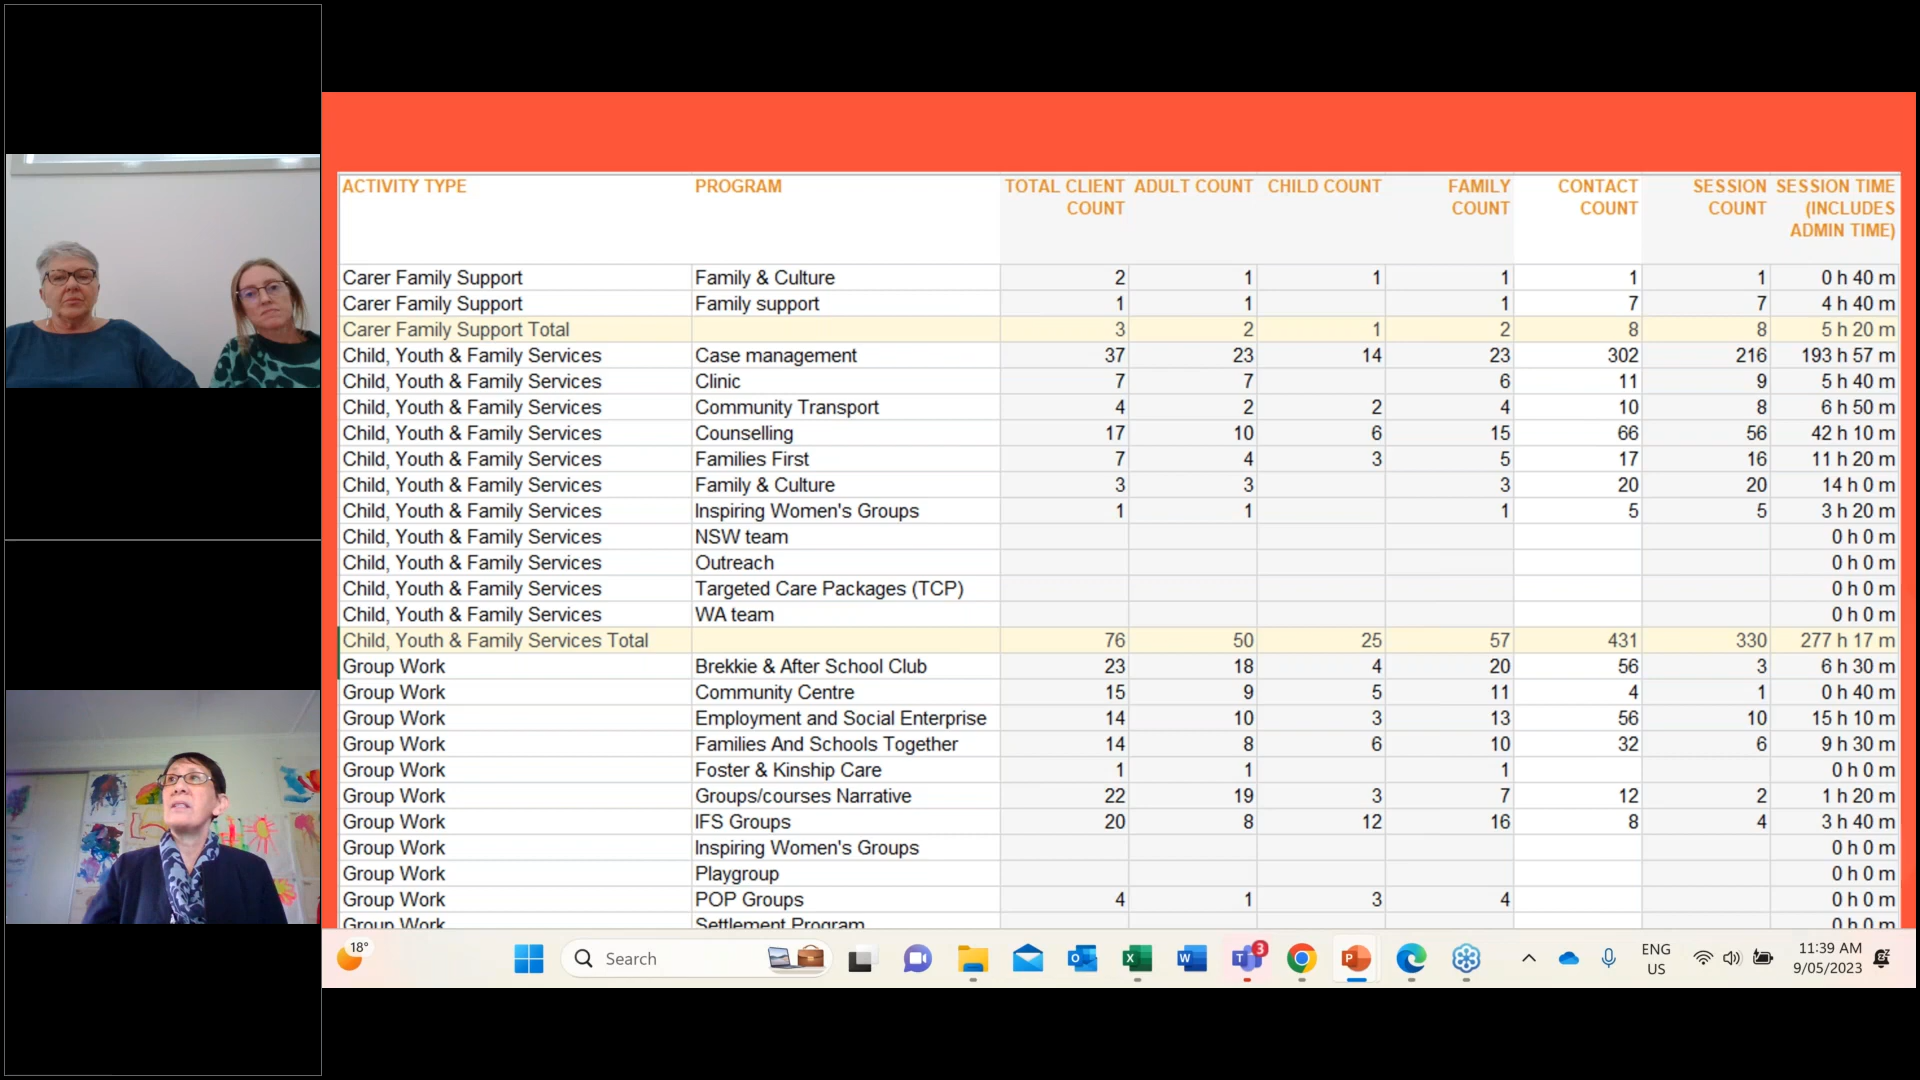 ACTIVITY TYPE PROGRAM TOTAL CLIENT COUNT ADULT COUNT CHILD COUNT FAMILY COUNT CONTACT COUNT SESSION COUNT SESSION TIME (INCLUDES ADMIN TIME)
Carer Family Support Family & Culture 2 1 1 1 1 1 0 h 40 m
Carer Family Support Family support 1 1 1 7 7 4 h 40 m
Carer Family Support Total 3 2 1 2 8 8 5 h 20 m
Child, Youth & Family Services Case management 37 23 14 23 302 216 193 h 57 m
Child, Youth & Family Services Clinic 7 7 6 11 9 5 h 40 m
Child, Youth & Family Services Community Transport 4 2 2 4 10 8 6 h 50 m
Child, Youth & Family Services Counselling 17 10 6 15 66 56 42 h 10 m
Child, Youth & Family Services Families First 7 4 3 5 17 16 11 h 20 m
Child, Youth & Family Services Family & Culture 3 3 3 20 20 14 h 0 m
Child, Youth & Family Services Inspiring Women's Groups 1 1 1 5 5 3 h 20 m
Child, Youth & Family Services NSW team 0 h 0 m
Child, Youth & Family Services Outreach 0 h 0 m
Child, Youth & Family Services Targeted Care Packages (TCP) 0 h 0 m
Child, Youth & Family Services WA team 0 h 0 m
Child, Youth & Family Services Total 76 50 25 57 431 330 277 h 17 m
Group Work Brekkie & After School Club 23 18 4 20 56 3 6 h 30 m
Group Work Community Centre 15 9 5 11 4 1 0 h 40 m
Group Work Employment and Social Enterprise 14 10 3 13 56 10 15 h 10 m
Group Work Families And Schools Together 14 8 6 10 32 6 9 h 30 m
Group Work Foster & Kinship Care 1 1 1 0 h 0 m
Group Work Groups/courses Narrative 22 19 3 7 12 2 1 h 20 m
Group Work IFS Groups 20 8 12 16 8 4 3 h 40 m
Group Work Inspiring Women's Groups 0 h 0 m
Group Work Playgroup 0 h 0 m
Group Work POP Groups 4 1 3 4 0 h 0 m
Group Work Settlement Program 0 h 0 m
18° Search 3 ENG US 11:39 AM 9/05/2023